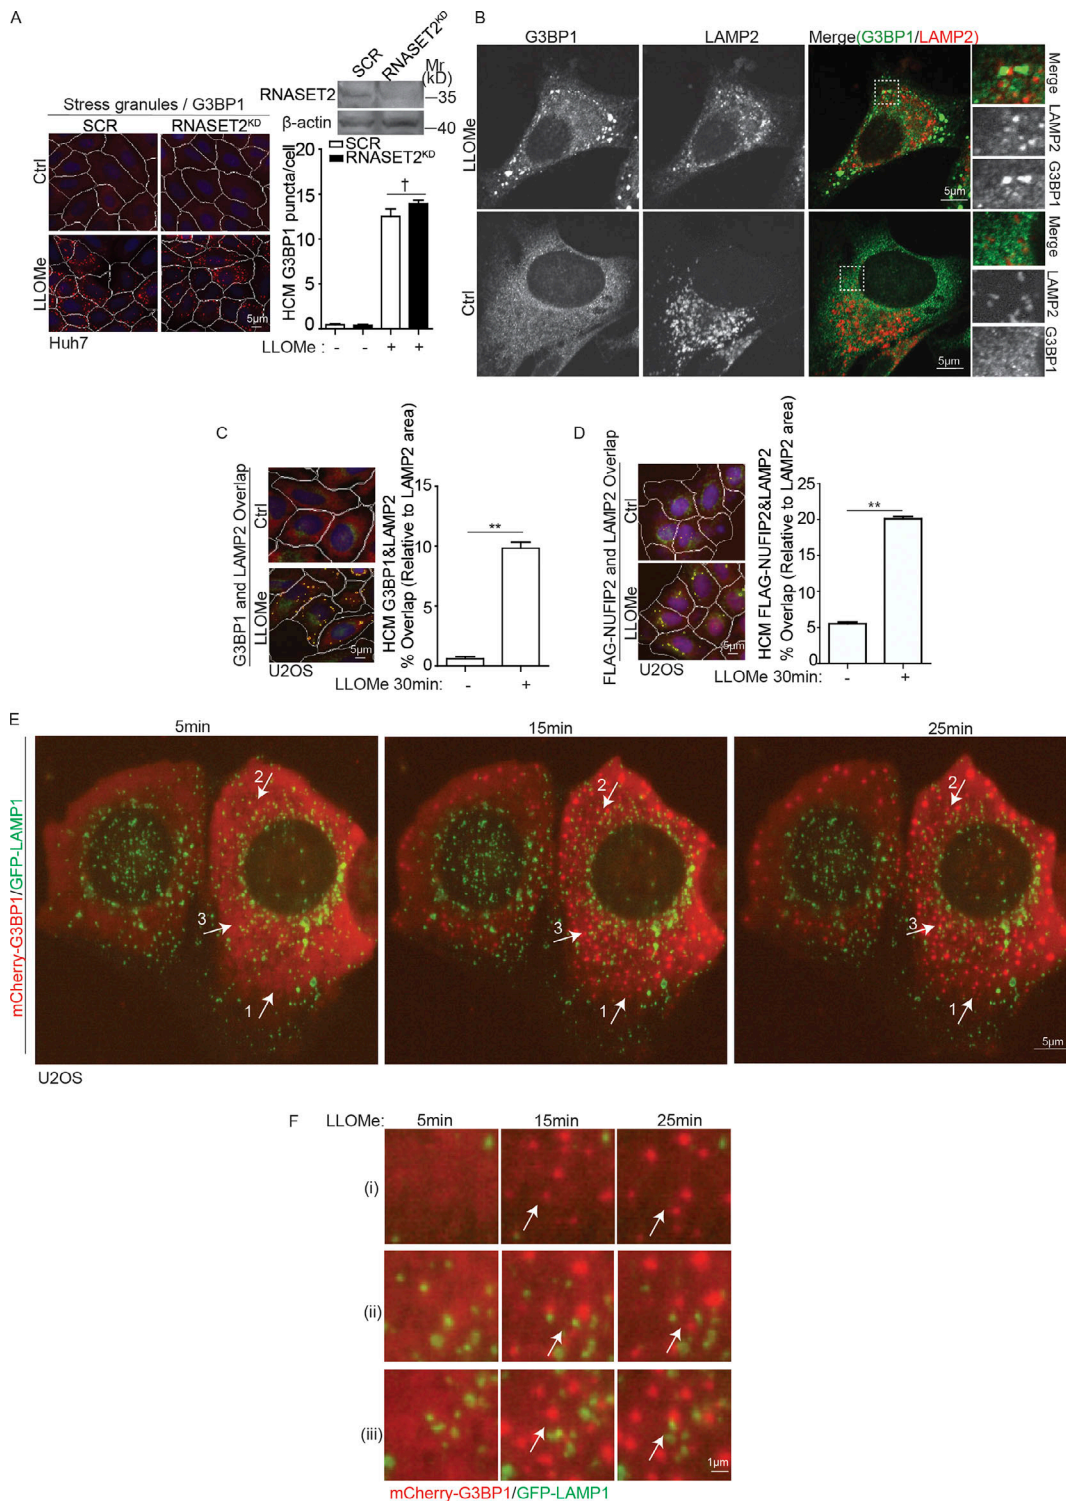 A
SCR
RNASET2KD
Mr
(kD)
RNASET2
35
β-actin
40
Stress granules / G3BP1
SCR
RNASET2KD
Ctrl
LLOMe
5µm
Huh7
SCR
RNASET2KD
HCM G3BP1 puncta/cell
20
15
10
5
0
†
LLOMe : - - + +
B
G3BP1
LAMP2
Merge(G3BP1/LAMP2)
LLOMe
Ctrl
5µm
5µm
Merge
LAMP2
G3BP1
Merge
LAMP2
G3BP1
C
G3BP1 and LAMP2 Overlap
Ctrl
LLOMe
5µm
U2OS
HCM G3BP1&LAMP2
% Overlap (Relative to LAMP2 area)
15
10
5
0
**
LLOMe 30min: - +
D
FLAG-NUFIP2 and LAMP2 Overlap
Ctrl
LLOMe
5µm
U2OS
HCM FLAG-NUFIP2&LAMP2
% Overlap (Relative to LAMP2 area)
25
20
15
10
5
0
**
LLOMe 30min: - +
E
5min
15min
25min
mCherry-G3BP1/GFP-LAMP1
2
3
1
2
3
1
2
3
1
5µm
U2OS
F
LLOMe: 5min 15min 25min
(i)
(ii)
(iii)
1µm
mCherry-G3BP1/GFP-LAMP1